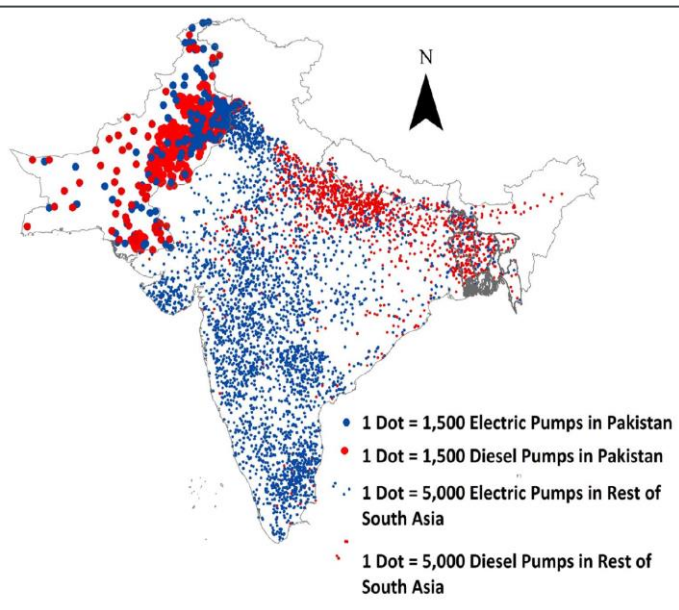 N
1 Dot = 1,500 Electric Pumps in Pakistan
1 Dot = 1,500 Diesel Pumps in Pakistan
1 Dot = 5,000 Electric Pumps in Rest of
South Asia
1 Dot = 5,000 Diesel Pumps in Rest of
South Asia